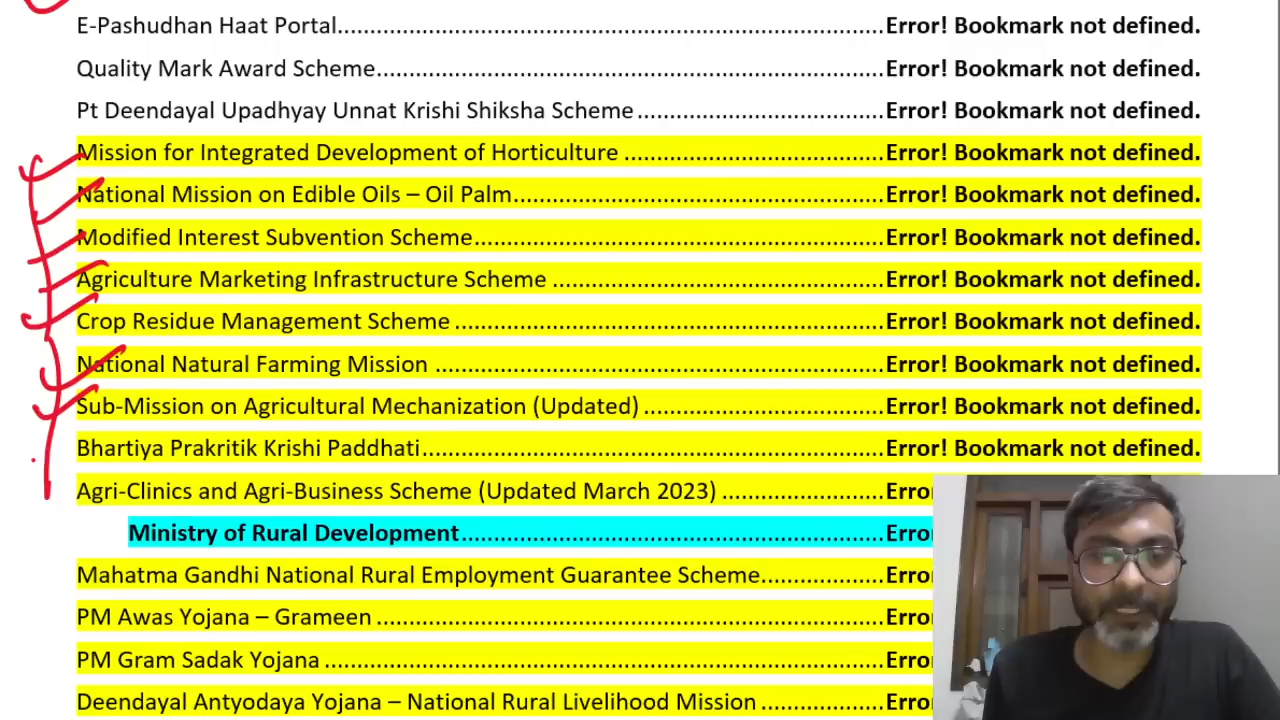 E-Pashudhan Haat Portal....................................................................................Error! Bookmark not defined.
Quality Mark Award Scheme..............................................................................Error! Bookmark not defined.
Pt Deendayal Upadhyay Unnat Krishi Shiksha Scheme......................................Error! Bookmark not defined.
Mission for Integrated Development of Horticulture ........................................Error! Bookmark not defined.
National Mission on Edible Oils – Oil Palm.........................................................Error! Bookmark not defined.
Modified Interest Subvention Scheme...............................................................Error! Bookmark not defined.
Agriculture Marketing Infrastructure Scheme ...................................................Error! Bookmark not defined.
Crop Residue Management Scheme ..................................................................Error! Bookmark not defined.
National Natural Farming Mission .....................................................................Error! Bookmark not defined.
Sub-Mission on Agricultural Mechanization (Updated) .....................................Error! Bookmark not defined.
Bhartiya Prakritik Krishi Paddhati.......................................................................Error! Bookmark not defined.
Agri-Clinics and Agri-Business Scheme (Updated March 2023) .........................Erro
Ministry of Rural Development.................................................................Erro
Mahatma Gandhi National Rural Employment Guarantee Scheme...................Erro
PM Awas Yojana – Grameen ..............................................................................Erro
PM Gram Sadak Yojana ......................................................................................Erro
Deendayal Antyodaya Yojana – National Rural Livelihood Mission ...................Erro